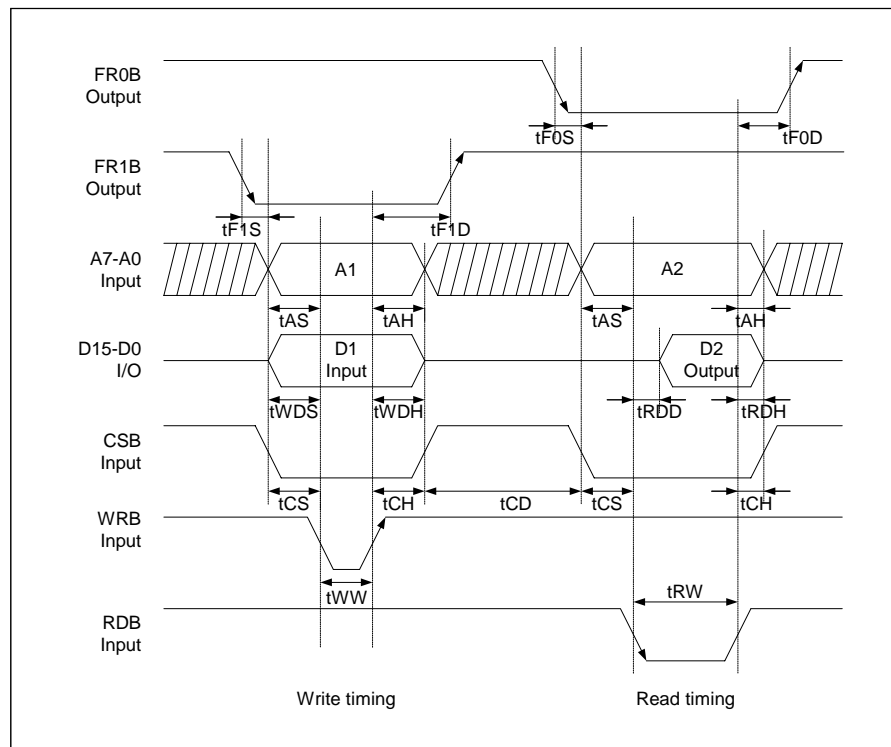 FR0B
Output
tF0S
tF0D
FR1B
Output
tF1S
tF1D
A7-A0
Input
A1
A2
tAS
tAH
tAS
tAH
D15-D0
I/O
D1
Input
D2
Output
tWDS
tWDH
tRDD
tRDH
CSB
Input
tCS
tCH
tCD
tCS
tCH
WRB
Input
tWW
tRW
RDB
Input
Write timing
Read timing